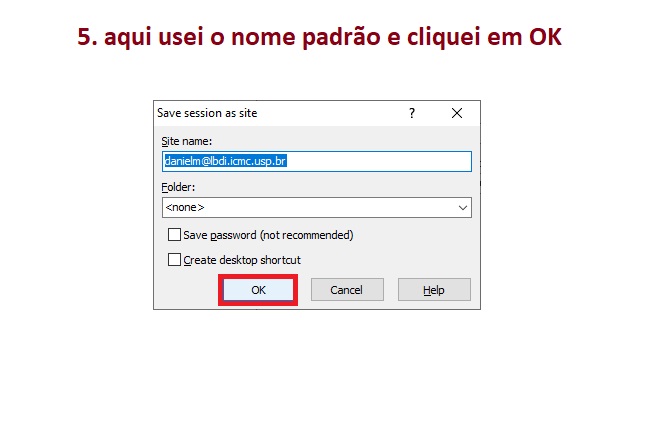 5. aqui usei o nome padrão e cliquei em OK
Save session as site
?
Site name:
danielm@lbdi.icmc.usp.br
Folder:
<none>
Save password (not recommended)
Create desktop shortcut
OK Cancel Help